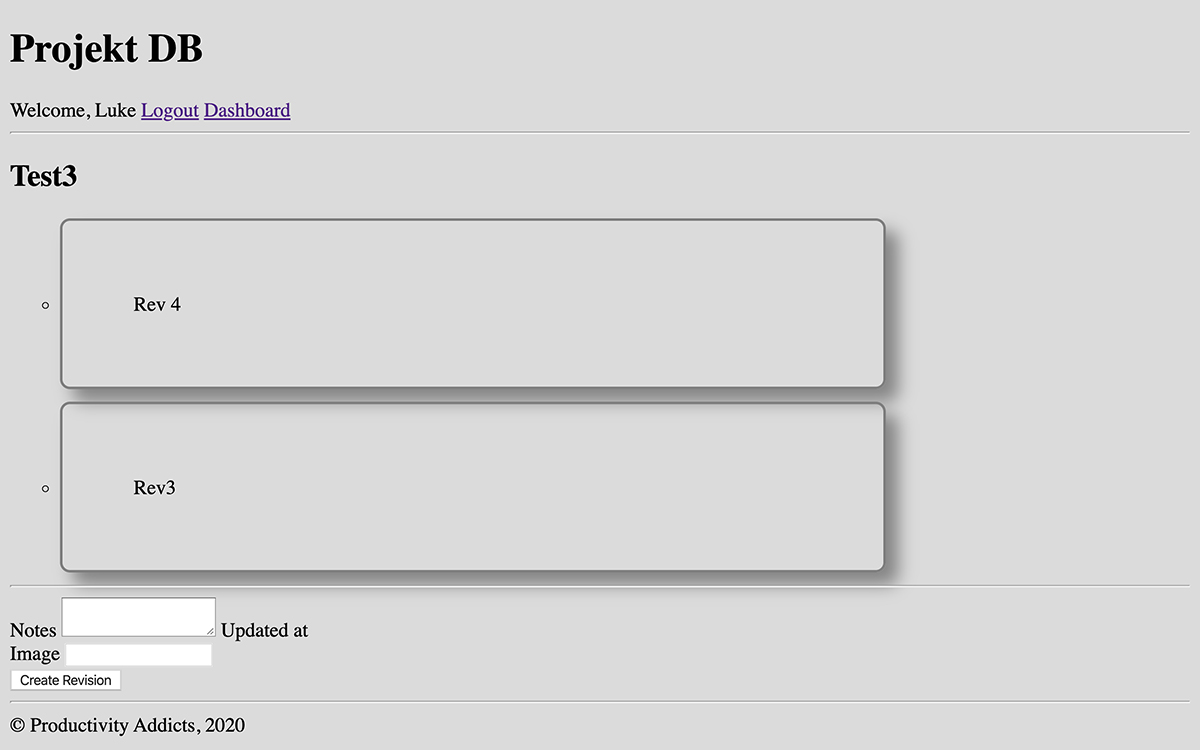 Projekt DB
Welcome, Luke Logout Dashboard
Test3
Rev 4
Rev3
Notes Updated at
Image
Create Revision
© Productivity Addicts, 2020